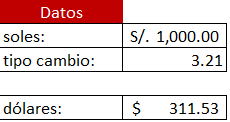 Datos
soles: S/. 1,000.00
tipo cambio: 3.21
dólares: $ 311.53